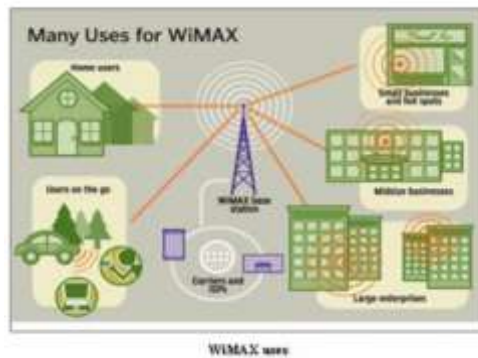 Many Uses for WiMAX
Home users
Small businesses
and hot spots
Midsize businesses
Users on the go
WiMAX base
station
Carriers and
ISPs
Large enterprises
WiMAX uses